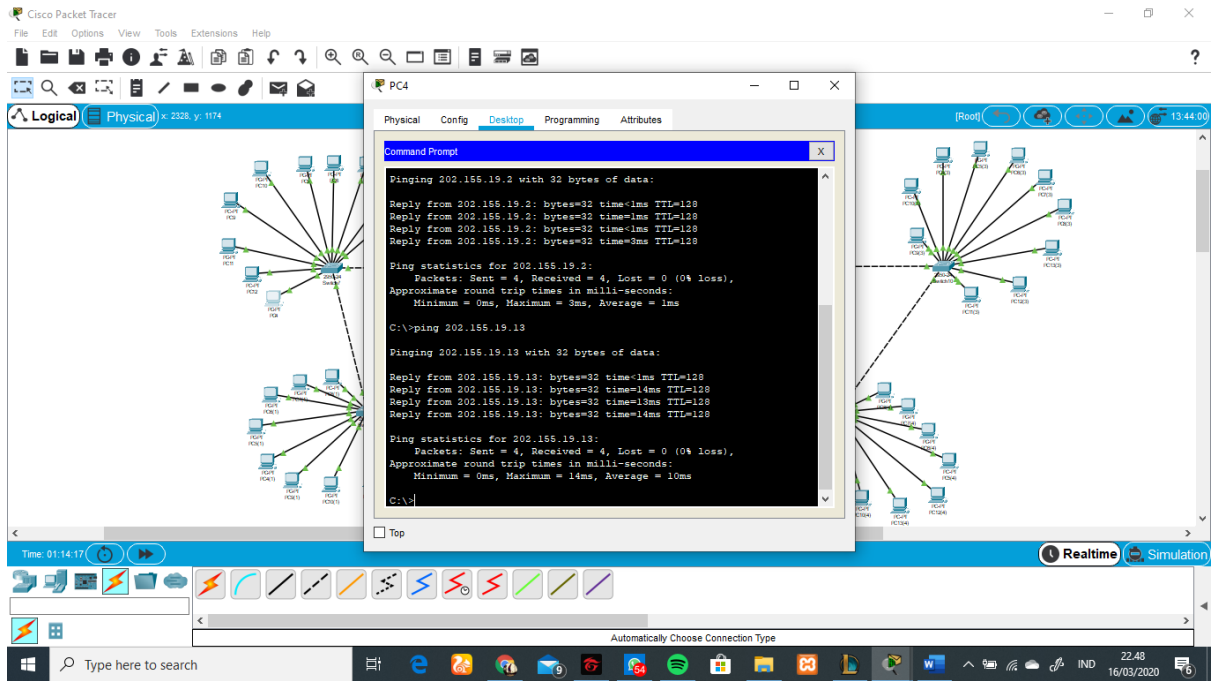 Cisco Packet Tracer
File Edit Options View Tools Extensions Help
?
PC4
Logical
Physical
x: 2328, y: 1174
[Root]
13:44:00
Physical Config Desktop Programming Attributes
Command Prompt
X
Pinging 202.155.19.2 with 32 bytes of data:
Reply from 202.155.19.2: bytes=32 time<1ms TTL=128
Reply from 202.155.19.2: bytes=32 time=1ms TTL=128
Reply from 202.155.19.2: bytes=32 time<1ms TTL=128
Reply from 202.155.19.2: bytes=32 time=3ms TTL=128
Ping statistics for 202.155.19.2:
Packets: Sent = 4, Received = 4, Lost = 0 (0% loss),
Approximate round trip times in milli-seconds:
Minimum = 0ms, Maximum = 3ms, Average = 1ms
C:\>ping 202.155.19.13
Pinging 202.155.19.13 with 32 bytes of data:
Reply from 202.155.19.13: bytes=32 time<1ms TTL=128
Reply from 202.155.19.13: bytes=32 time=14ms TTL=128
Reply from 202.155.19.13: bytes=32 time=13ms TTL=128
Reply from 202.155.19.13: bytes=32 time=14ms TTL=128
Ping statistics for 202.155.19.13:
Packets: Sent = 4, Received = 4, Lost = 0 (0% loss),
Approximate round trip times in milli-seconds:
Minimum = 0ms, Maximum = 14ms, Average = 10ms
C:\>
Top
Time: 01:14:17
Realtime
Simulation
Automatically Choose Connection Type
Type here to search
IND
22.48
16/03/2020